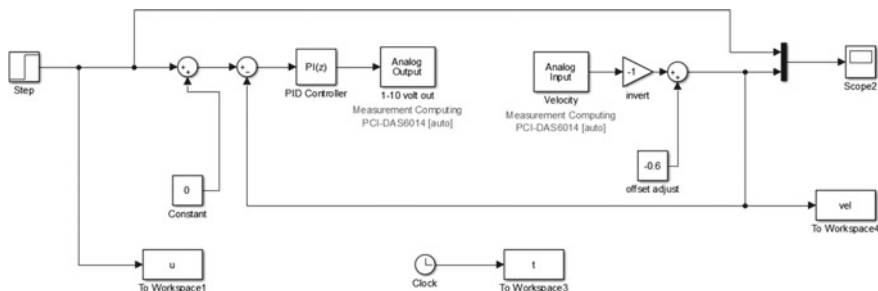 Step
PI(z)
PID Controller
Analog
Output
1-10 volt out
Measurement Computing
PCI-DAS6014 [auto]
Analog
Input
Velocity
Measurement Computing
PCI-DAS6014 [auto]
-1
invert
Scope2
0
Constant
-0.6
offset adjust
vel
To Workspace4
u
To Workspace1
Clock
t
To Workspace3